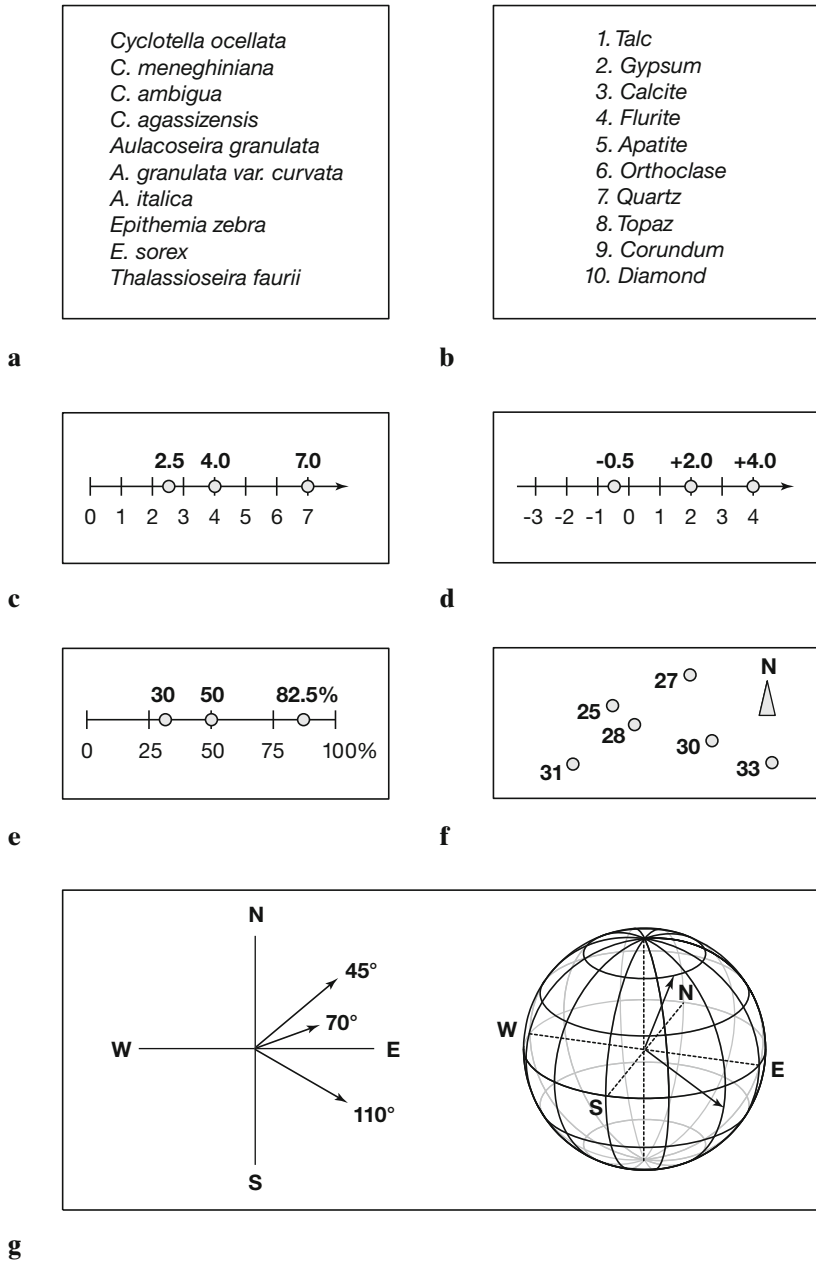 Cyclotella ocellata
C. meneghiniana
C. ambigua
C. agassizensis
Aulacoseira granulata
A. granulata var. curvata
A. italica
Epithemia zebra
E. sorex
Thalassioseira faurii
a
1. Talc
2. Gypsum
3. Calcite
4. Flurite
5. Apatite
6. Orthoclase
7. Quartz
8. Topaz
9. Corundum
10. Diamond
b
2.5 4.0 7.0
0 1 2 3 4 5 6 7
c
-0.5 +2.0 +4.0
-3 -2 -1 0 1 2 3 4
d
30 50 82.5%
0 25 50 75 100%
e
N
27
25
28
30
31
33
f
N
45°
70°
W E
110°
S
N
W
E
S
g